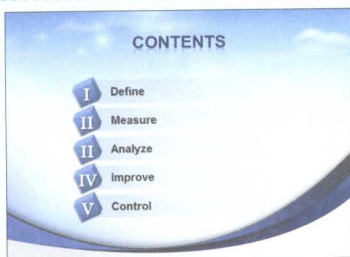 CONTENTS
I Define
II Measure
II Analyze
IV Improve
V Control